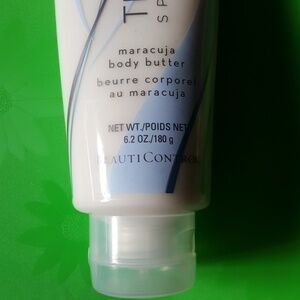 maracuja
body butter
beurre corporel
au maracuja
NET WT./POIDS NET
6.2 OZ./180 g
BEAUTICONTROL